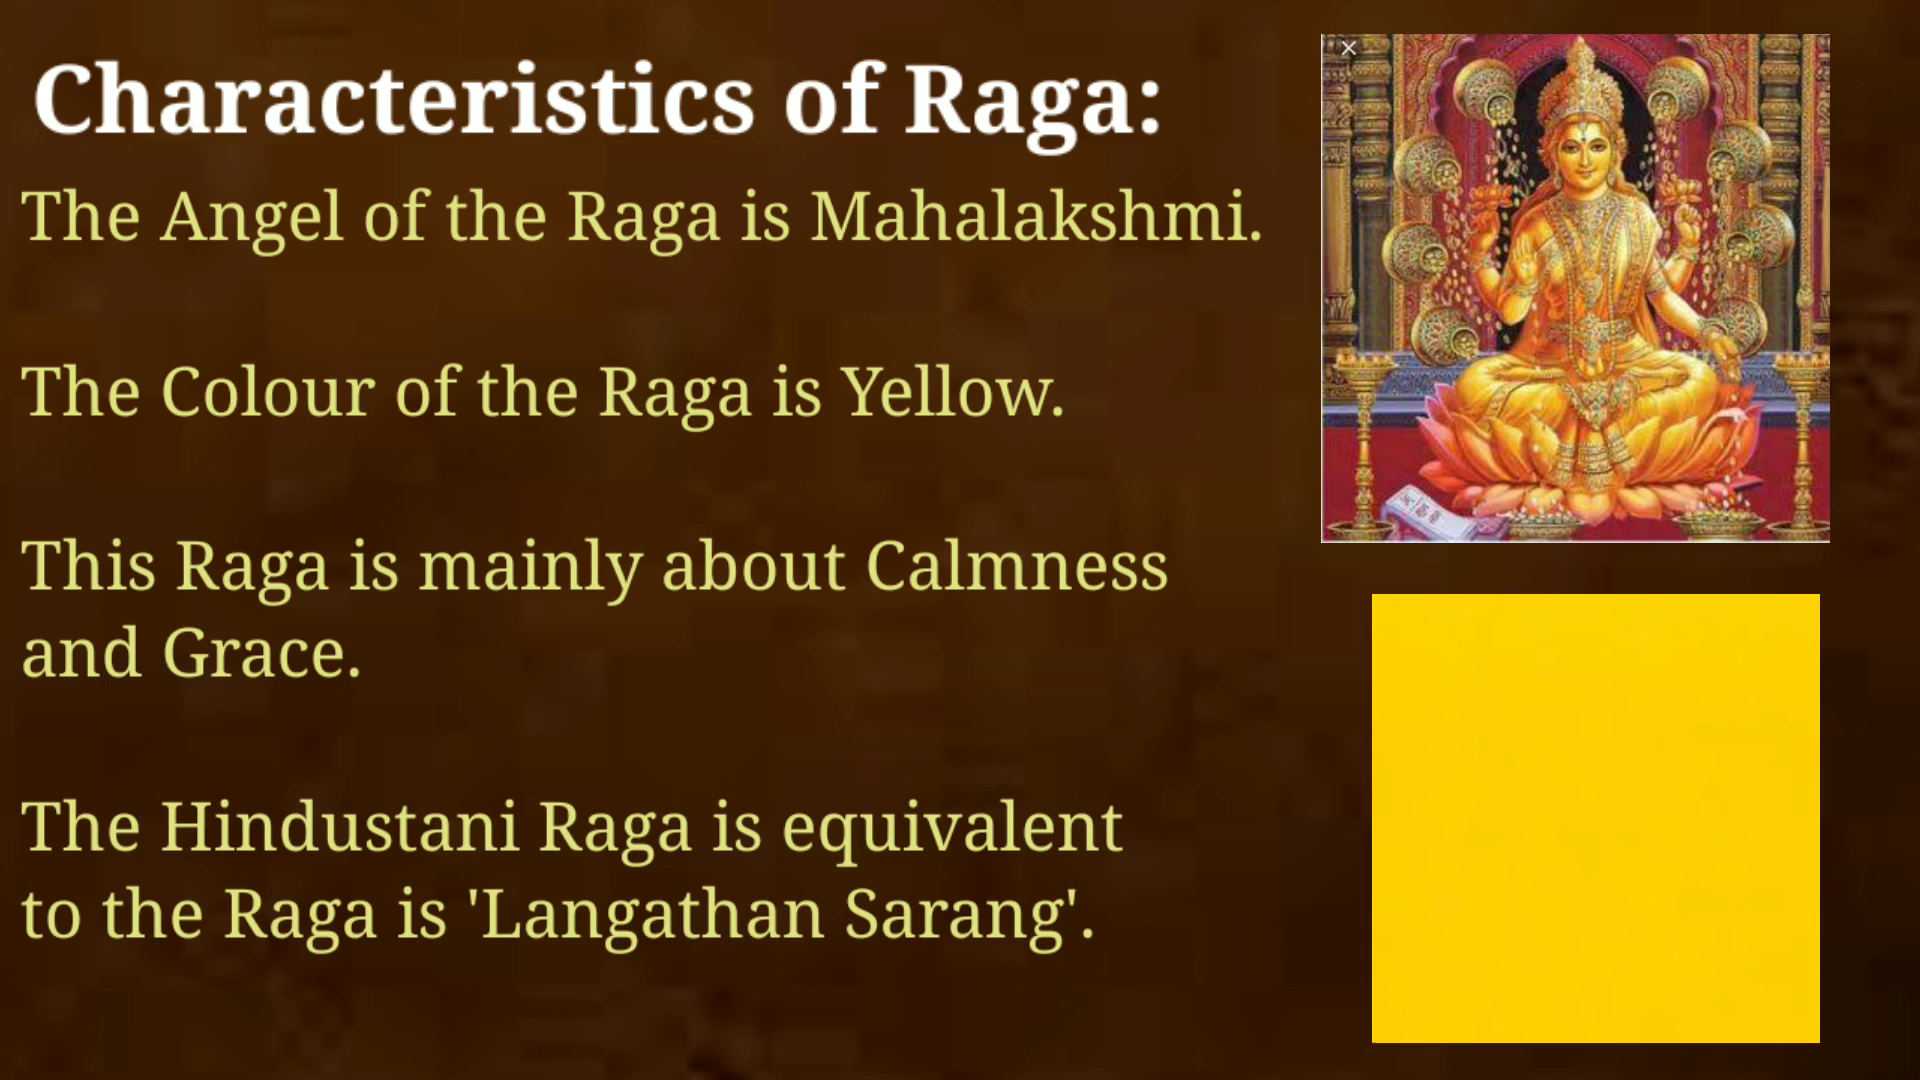 Characteristics of Raga:
The Angel of the Raga is Mahalakshmi.
The Colour of the Raga is Yellow.
This Raga is mainly about Calmness
and Grace.
The Hindustani Raga is equivalent
to the Raga is 'Langathan Sarang'.